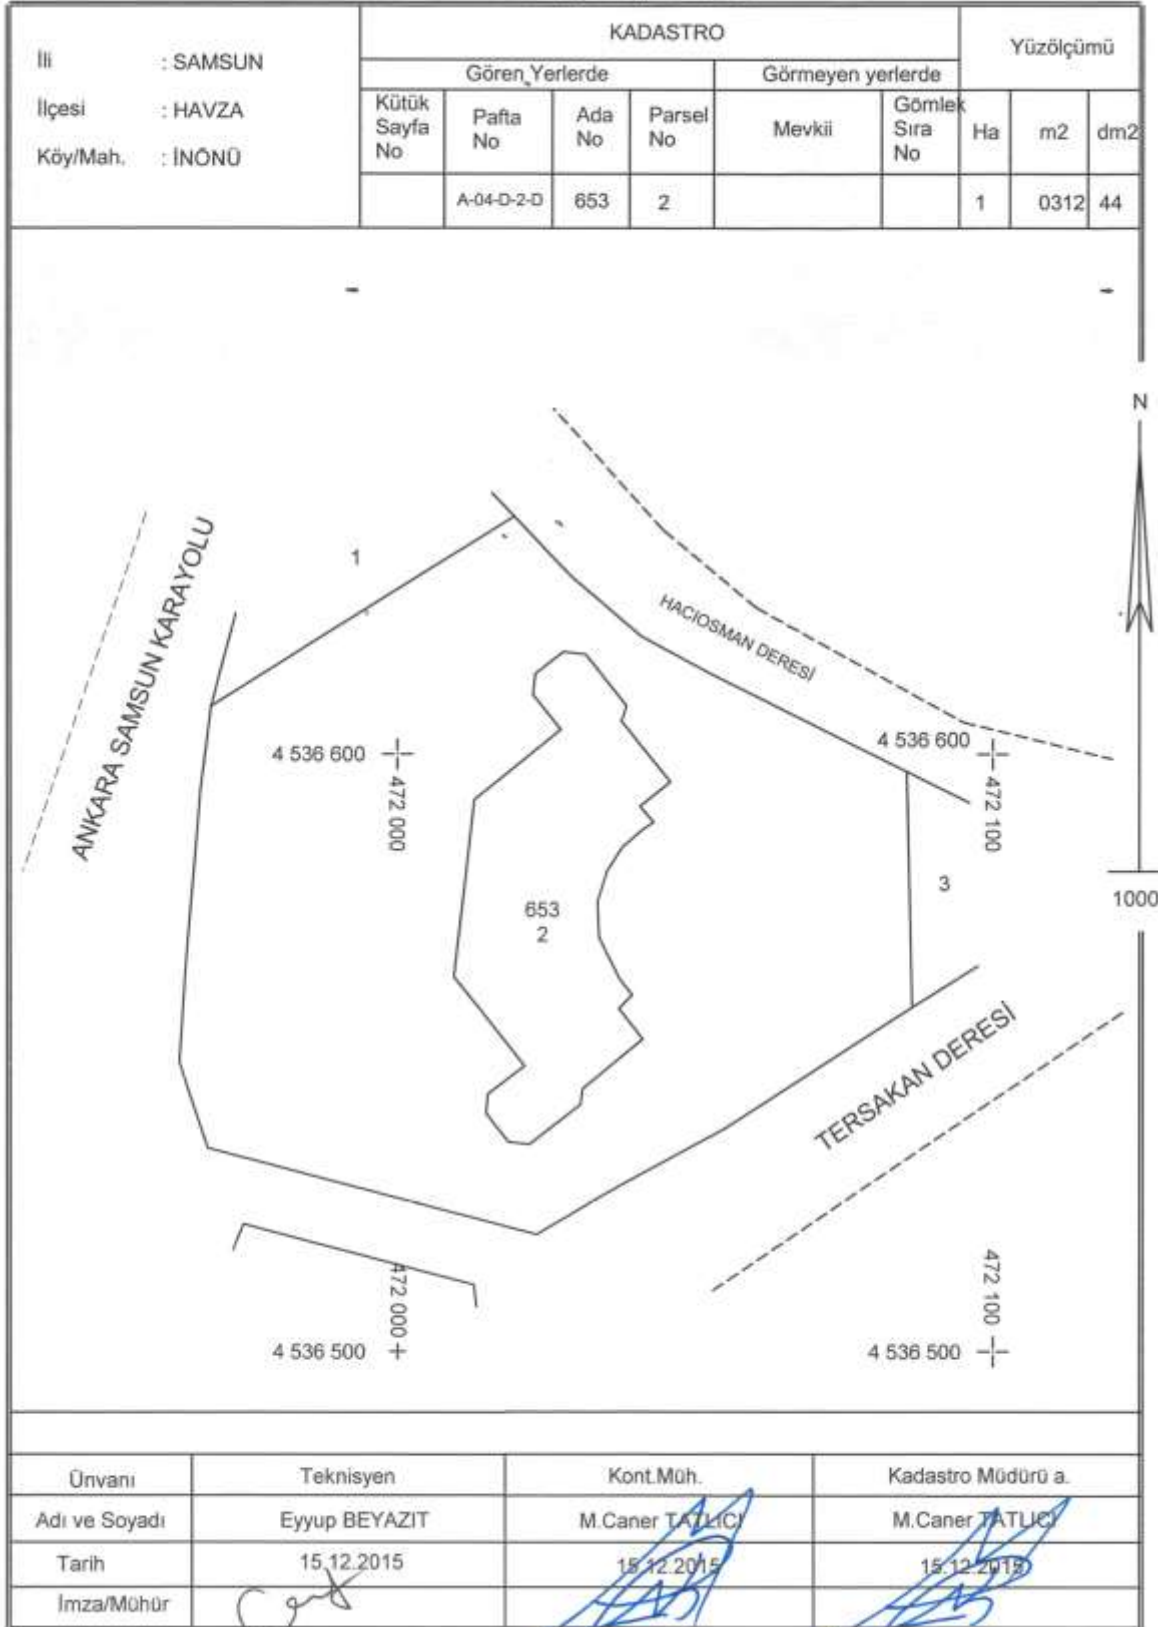 KADASTRO
Yüzölçümü
İli : SAMSUN
İlçesi : HAVZA
Köy/Mah. : İNÖNÜ
Gören Yerlerde
Görmeyen yerlerde
Kütük Sayfa No
Pafta No
Ada No
Parsel No
Mevkii
Gömlek Sıra No
Ha
m2
dm2
A-04-D-2-D 653 2 1 0312 44
N
1
ANKARA SAMSUN KARAYOLU
HACIOSMAN DERESİ
4 536 600
472 000
4 536 600
472 100
3
1000
653
2
TERSAKAN DERESİ
472 000
4 536 500
472 100
4 536 500
Ünvanı Teknisyen Kont.Müh. Kadastro Müdürü a.
Adı ve Soyadı Eyyup BEYAZIT M.Caner TATLICI M.Caner TATLICI
Tarih 15.12.2015 15.12.2015 15.12.2015
İmza/Mühür